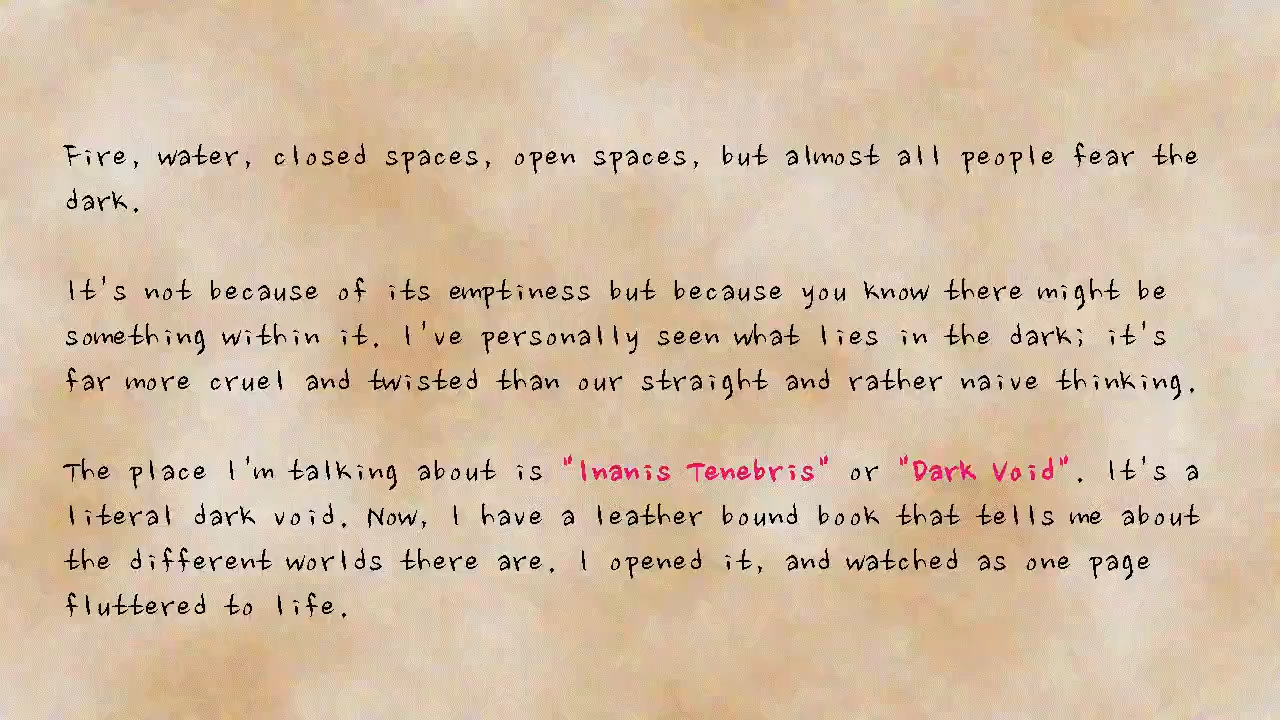 Fire, water, closed spaces, open spaces, but almost all people fear the
dark.
It's not because of its emptiness but because you know there might be
something within it. I've personally seen what lies in the dark; it's
far more cruel and twisted than our straight and rather naive thinking.
The place I'm talking about is "Inanis Tenebris" or "Dark Void". It's a
literal dark void. Now, I have a leather bound book that tells me about
the different worlds there are. I opened it, and watched as one page
fluttered to life.